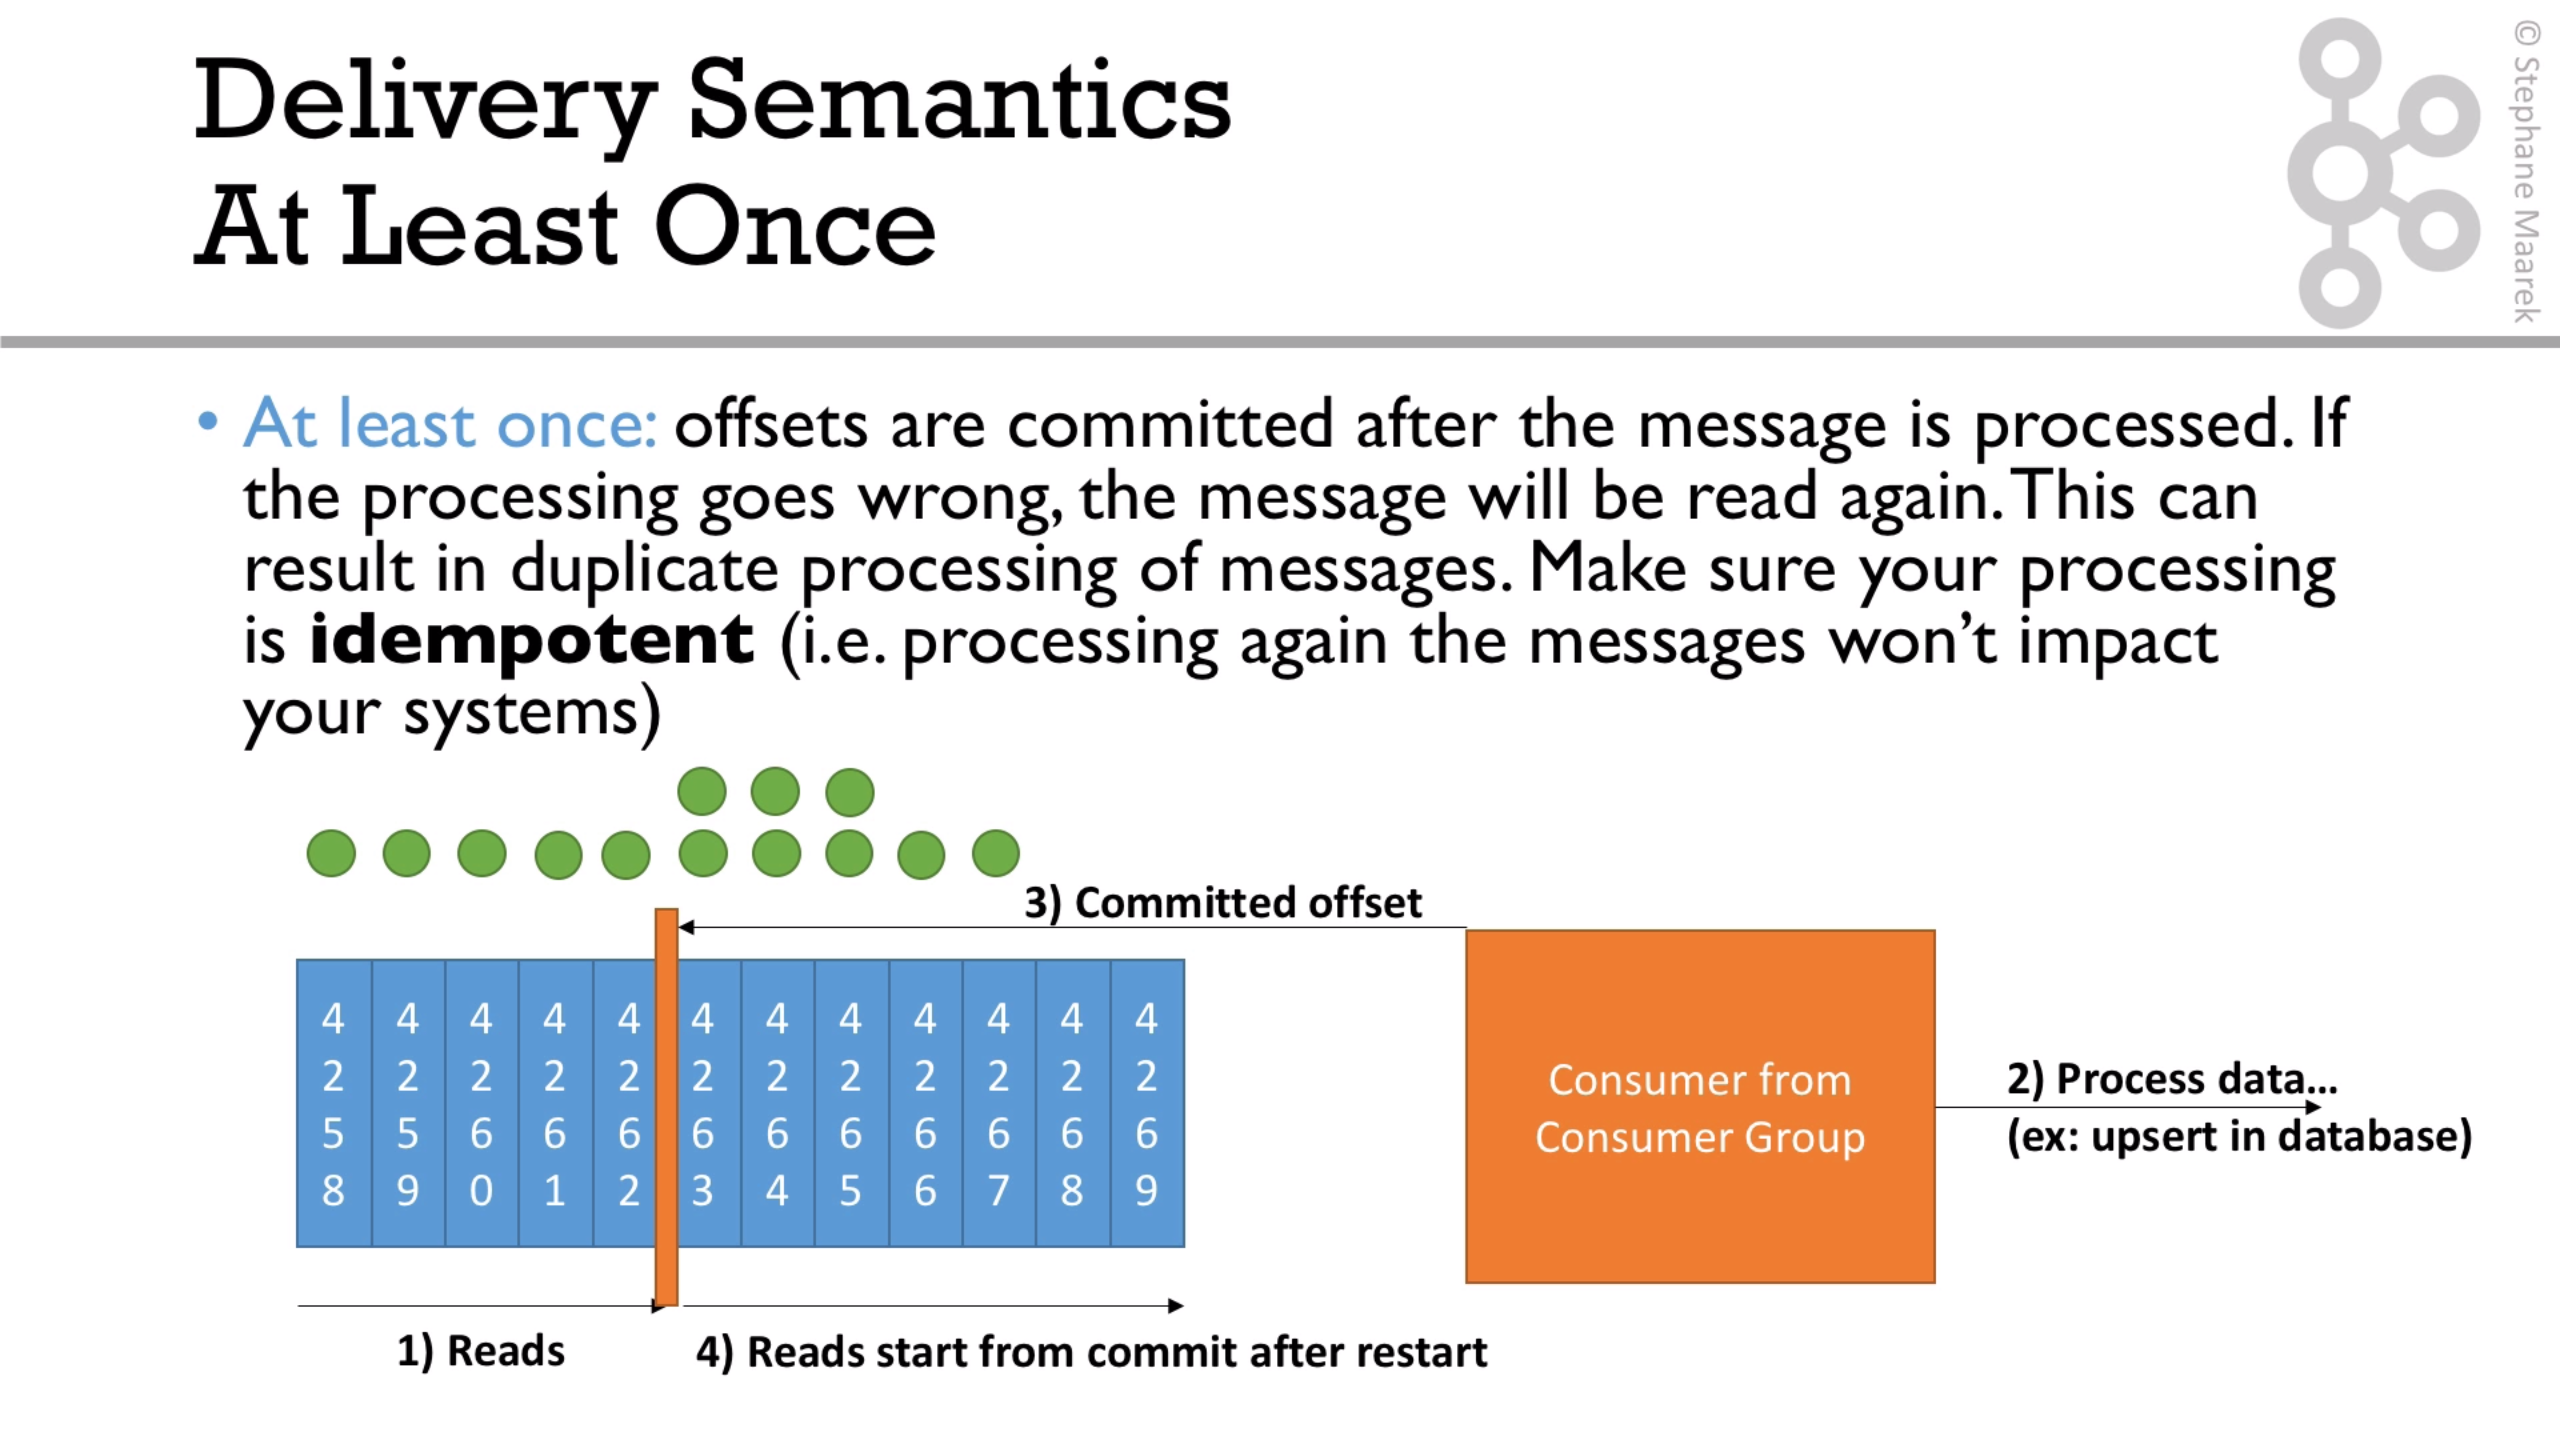 Delivery Semantics
At Least Once
© Stephane Maarek
• At least once: offsets are committed after the message is processed. If
the processing goes wrong, the message will be read again. This can
result in duplicate processing of messages. Make sure your processing
is idempotent (i.e. processing again the messages won't impact
your systems)
3) Committed offset
4258 4259 4260 4261 4262 4263 4264 4265 4266 4267 4268 4269
Consumer from
Consumer Group
2) Process data...
(ex: upsert in database)
1) Reads
4) Reads start from commit after restart